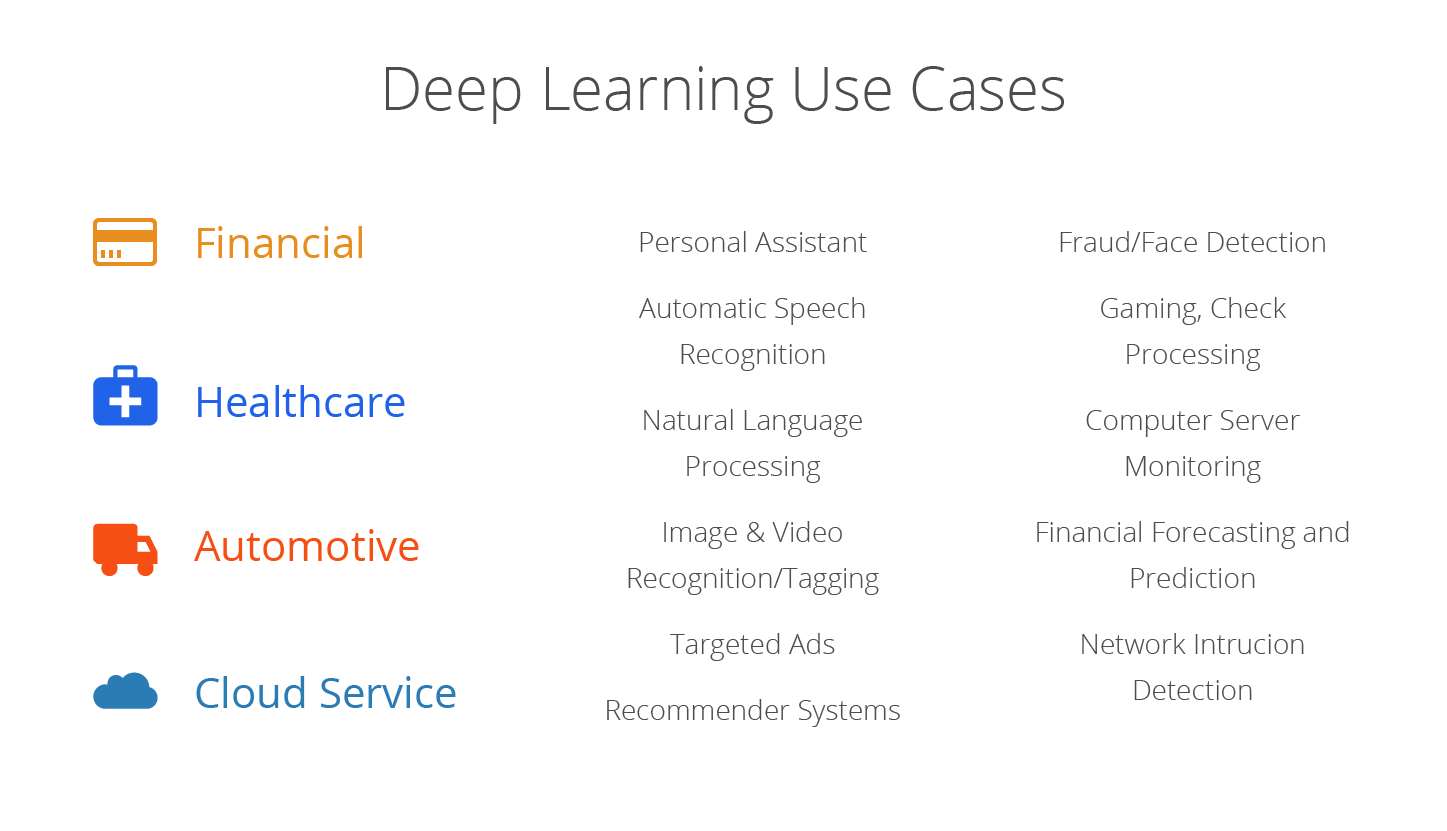 Deep Learning Use Cases
Financial
Healthcare
Automotive
Cloud Service
Personal Assistant
Automatic Speech
Recognition
Natural Language
Processing
Image & Video
Recognition/Tagging
Targeted Ads
Recommender Systems
Fraud/Face Detection
Gaming, Check
Processing
Computer Server
Monitoring
Financial Forecasting and
Prediction
Network Intrucion
Detection